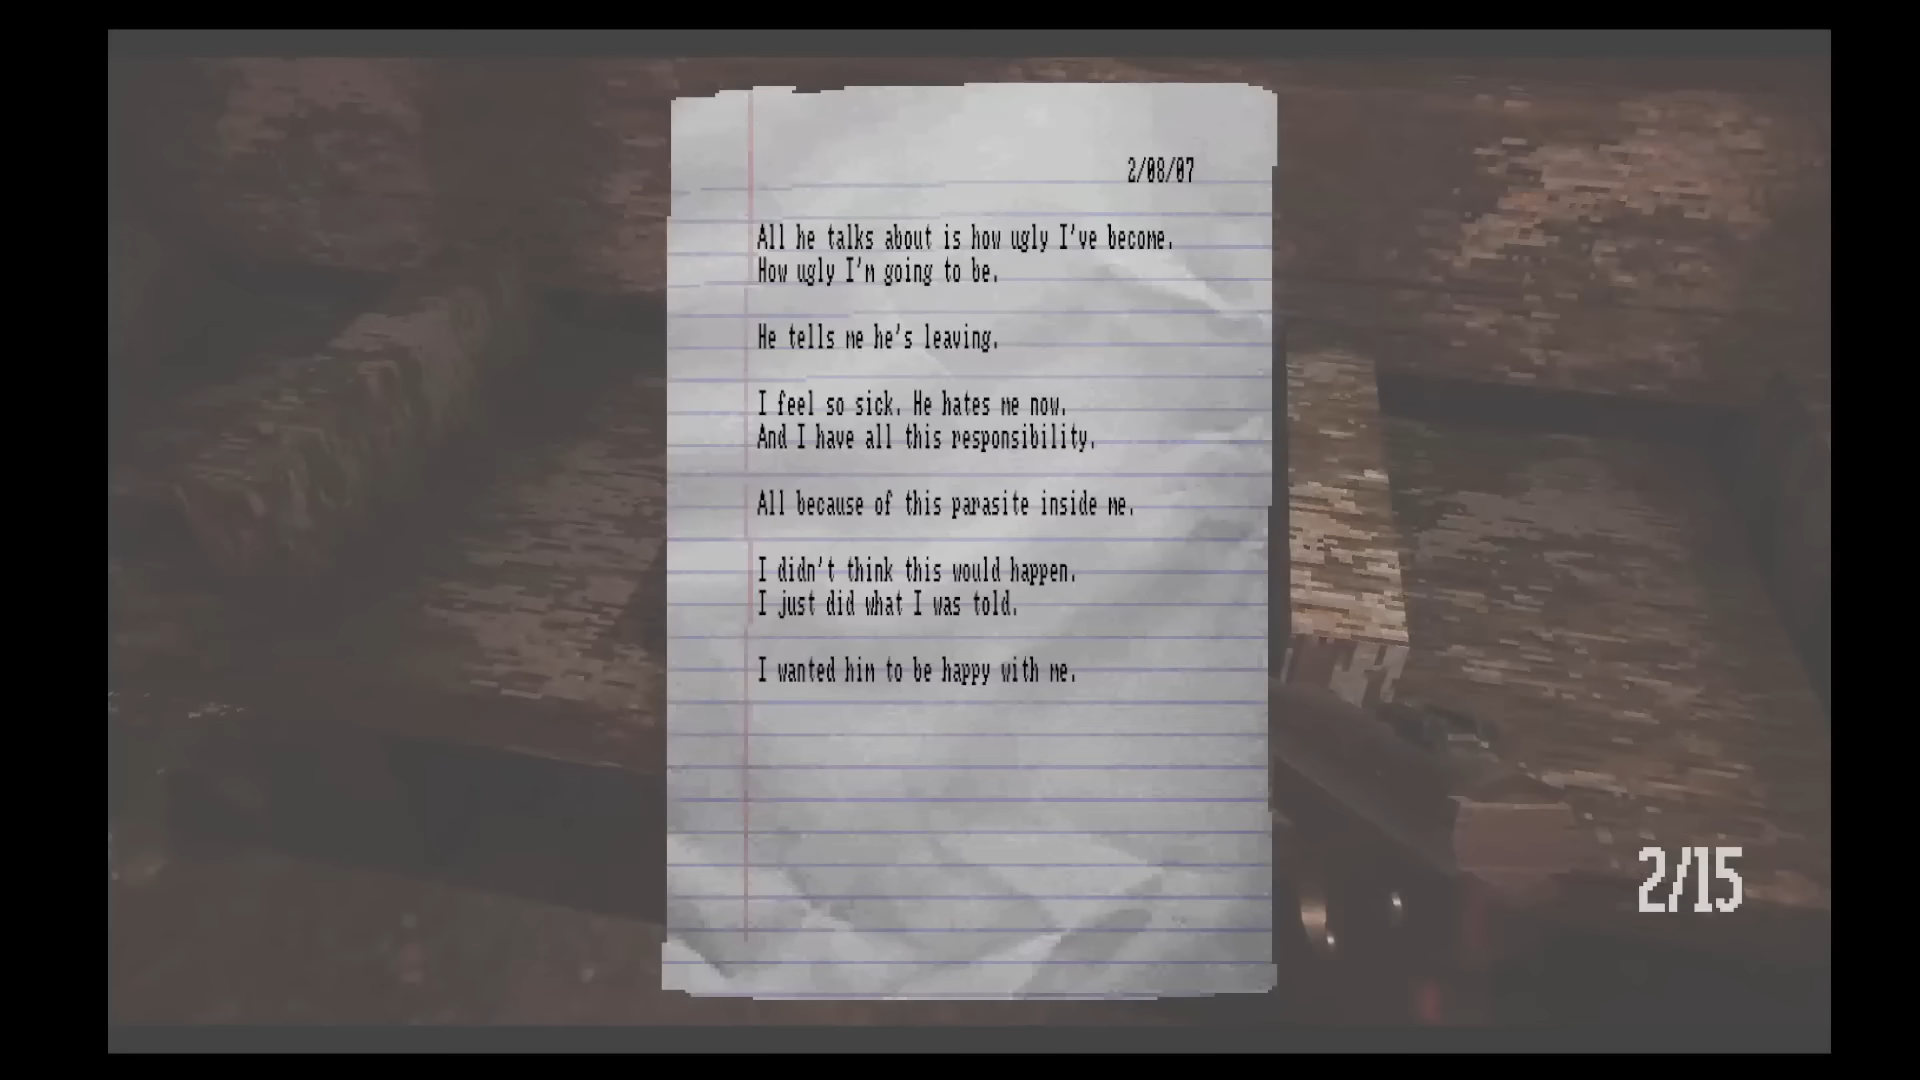 2/08/07
All he talks about is how ugly I've become.
How ugly I'm going to be.
He tells me he's leaving.
I feel so sick. He hates me now.
And I have all this responsibility.
All because of this parasite inside me.
I didn't think this would happen.
I just did what I was told.
I wanted him to be happy with me.
2/15